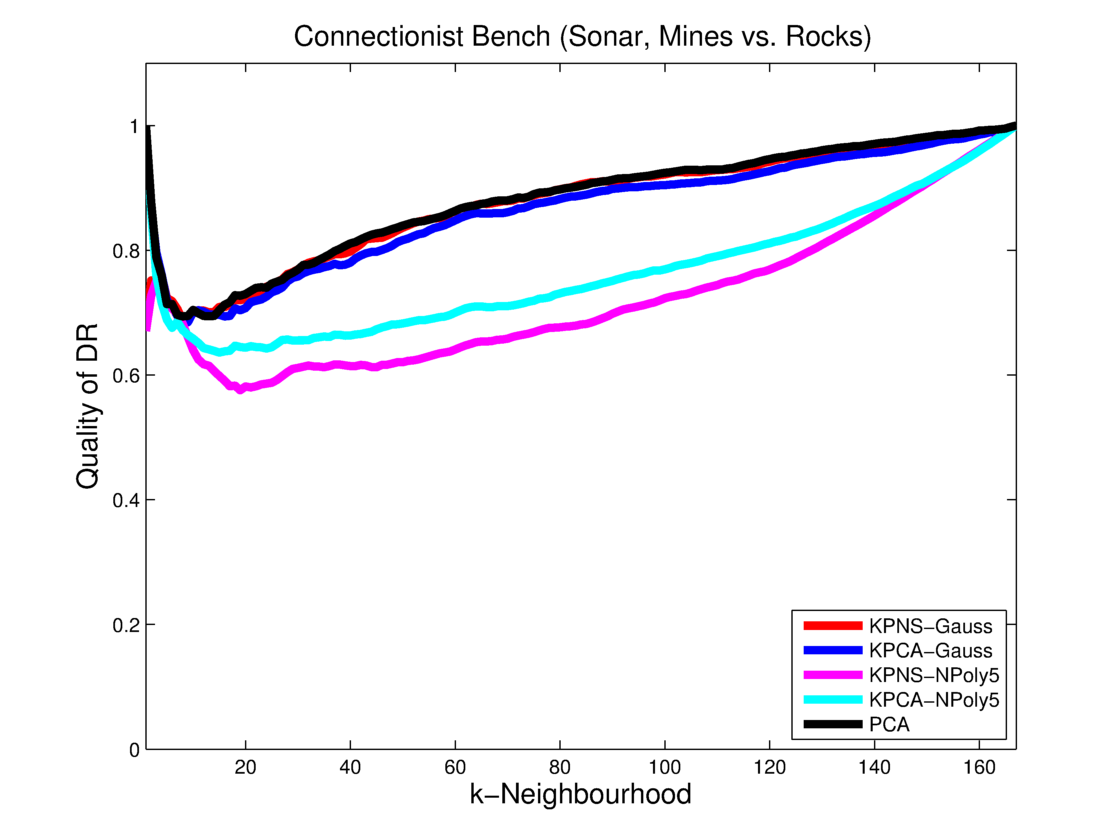 Connectionist Bench (Sonar, Mines vs. Rocks)
1
0.8
0.6
0.4
0.2
0
Quality of DR
20 40 60 80 100 120 140 160
k−Neighbourhood
KPNS−Gauss
KPCA−Gauss
KPNS−NPoly5
KPCA−NPoly5
PCA